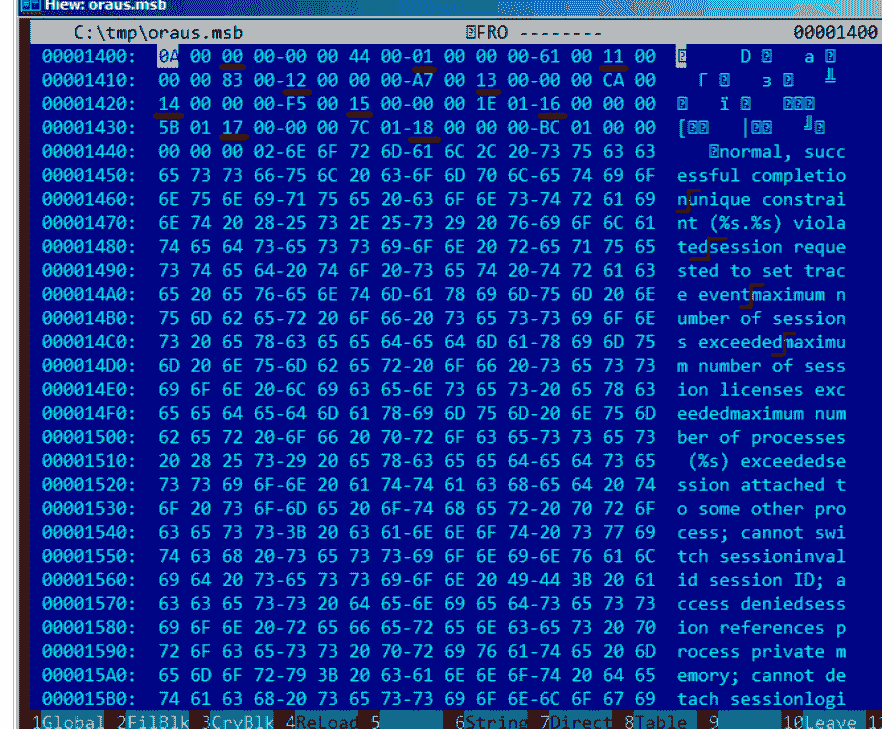 Hiew: oraus.msb
C:\tmp\oraus.msb FRO -------- 00001400
00001400: 0A 00 00 00-00 00 44 00-01 00 00 00-61 00 11 00 D a
00001410: 00 00 83 00-12 00 00 00-A7 00 13 00-00 00 CA 00 Г з ╩
00001420: 14 00 00 00-F5 00 15 00-00 00 1E 01-16 00 00 00 ї
00001430: 5B 01 17 00-00 00 7C 01-18 00 00 00-BC 01 00 00 [ | ╝
00001440: 00 00 00 02-6E 6F 72 6D-61 6C 2C 20-73 75 63 63 normal, succ
00001450: 65 73 73 66-75 6C 20 63-6F 6D 70 6C-65 74 69 6F essful completio
00001460: 6E 75 6E 69-71 75 65 20-63 6F 6E 73-74 72 61 69 nunique constrai
00001470: 6E 74 20 28-25 73 2E 25-73 29 20 76-69 6F 6C 61 nt (%s.%s) viola
00001480: 74 65 64 73-65 73 73 69-6F 6E 20 72-65 71 75 65 tedsession reque
00001490: 73 74 65 64-20 74 6F 20-73 65 74 20-74 72 61 63 sted to set trac
000014A0: 65 20 65 76-65 6E 74 6D-61 78 69 6D-75 6D 20 6E e eventmaximum n
000014B0: 75 6D 62 65-72 20 6F 66-20 73 65 73-73 69 6F 6E umber of session
000014C0: 73 20 65 78-63 65 65 64-65 64 6D 61-78 69 6D 75 s exceededmaximu
000014D0: 6D 20 6E 75-6D 62 65 72-20 6F 66 20-73 65 73 73 m number of sess
000014E0: 69 6F 6E 20-6C 69 63 65-6E 73 65 73-20 65 78 63 ion licenses exc
000014F0: 65 65 64 65-64 6D 61 78-69 6D 75 6D-20 6E 75 6D eededmaximum num
00001500: 62 65 72 20-6F 66 20 70-72 6F 63 65-73 73 65 73 ber of processes
00001510: 20 28 25 73-29 20 65 78-63 65 65 64-65 64 73 65 (%s) exceededse
00001520: 73 73 69 6F-6E 20 61 74-74 61 63 68-65 64 20 74 ssion attached t
00001530: 6F 20 73 6F-6D 65 20 6F-74 68 65 72-20 70 72 6F o some other pro
00001540: 63 65 73 73-3B 20 63 61-6E 6E 6F 74-20 73 77 69 cess; cannot swi
00001550: 74 63 68 20-73 65 73 73-69 6F 6E 69-6E 76 61 6C tch sessioninval
00001560: 69 64 20 73-65 73 73 69-6F 6E 20 49-44 3B 20 61 id session ID; a
00001570: 63 63 65 73-73 20 64 65-6E 69 65 64-73 65 73 73 ccess deniedsess
00001580: 69 6F 6E 20-72 65 66 65-72 65 6E 63-65 73 20 70 ion references p
00001590: 72 6F 63 65-73 73 20 70-72 69 76 61-74 65 20 6D rocess private m
000015A0: 65 6D 6F 72-79 3B 20 63-61 6E 6E 6F-74 20 64 65 emory; cannot de
000015B0: 74 61 63 68-20 73 65 73-73 69 6F 6E-6C 6F 67 69 tach sessionlogi
1Global 2FilBlk 3CryBlk 4ReLoad 5 6String 7Direct 8Table 9 10Leave 11